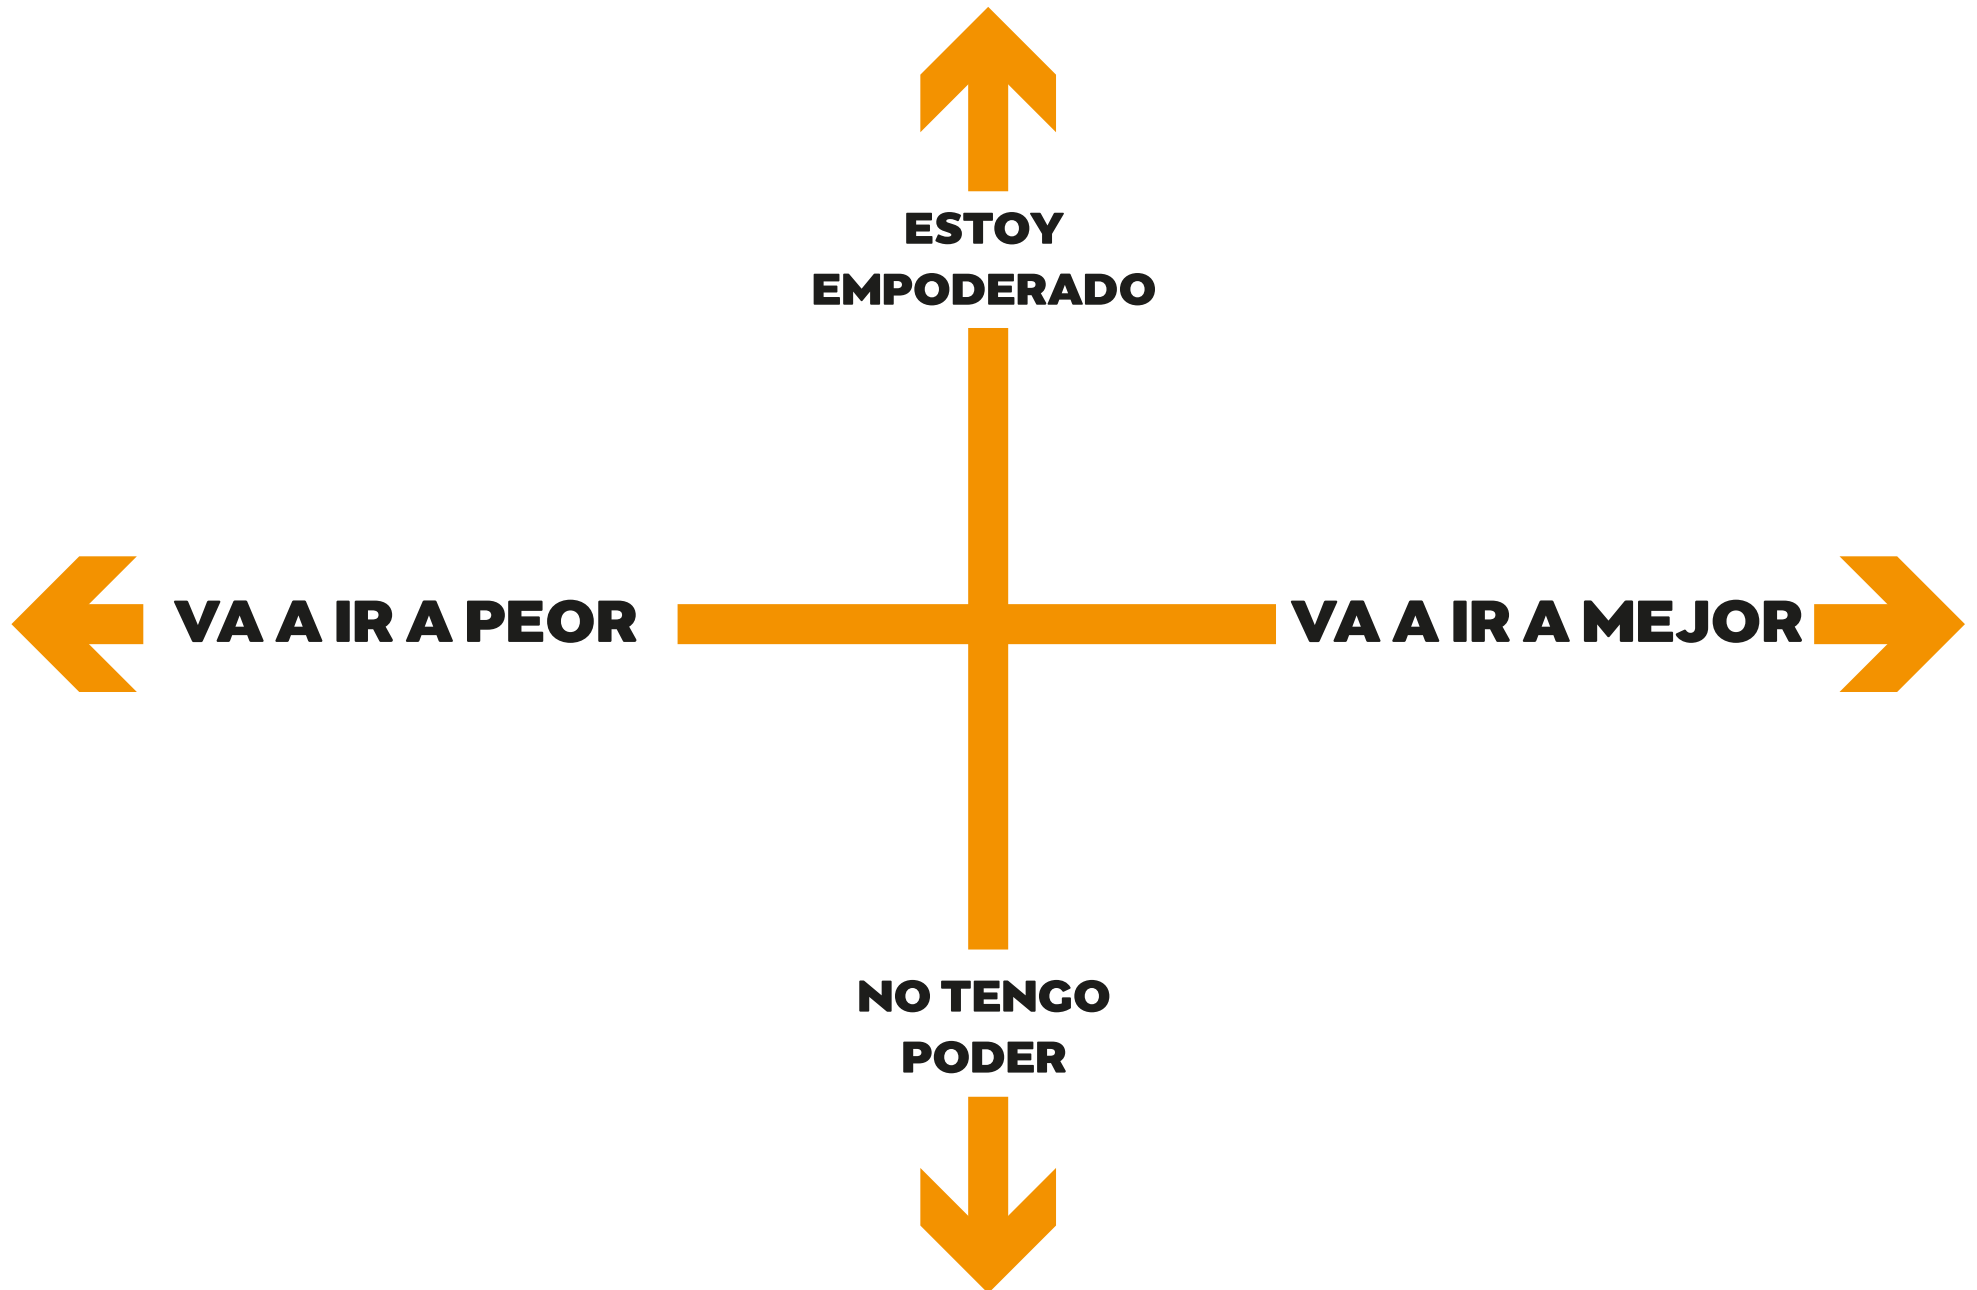 ESTOY
EMPODERADO
VA A IR A PEOR
VA A IR A MEJOR
NO TENGO
PODER